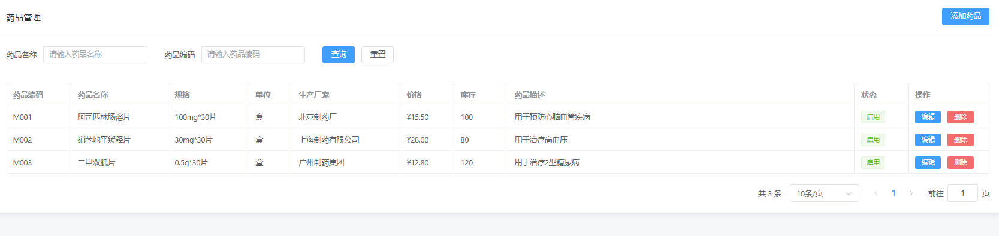 药品管理 添加药品
药品名称 请输入药品名称 药品编码 请输入药品编码 查询 重置
药品编码 药品名称 规格 单位 生产厂家 价格 库存 药品描述 状态 操作
M001 阿司匹林肠溶片 100mg*30片 盒 北京制药厂 ¥15.50 100 用于预防心脑血管疾病 启用 编辑 删除
M002 硝苯地平缓释片 30mg*30片 盒 上海制药有限公司 ¥28.00 80 用于治疗高血压 启用 编辑 删除
M003 二甲双胍片 0.5g*30片 盒 广州制药集团 ¥12.80 120 用于治疗2型糖尿病 启用 编辑 删除
共 3 条 10条/页 1 前往 1 页